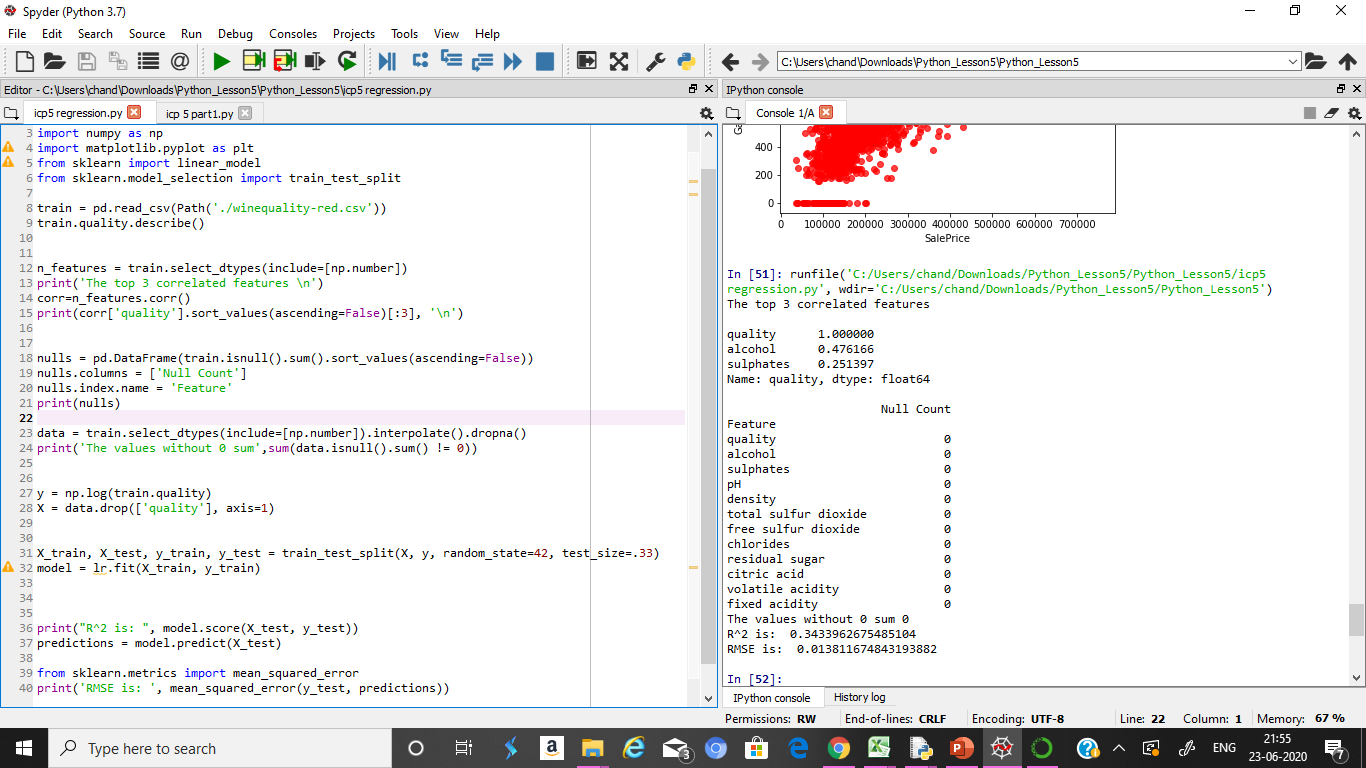 Spyder (Python 3.7)
File Edit Search Source Run Debug Consoles Projects Tools View Help
C:\Users\chand\Downloads\Python_Lesson5\Python_Lesson5
Editor - C:\Users\chand\Downloads\Python_Lesson5\Python_Lesson5\icp5 regression.py
icp5 regression.py icp 5 part1.py
3 import numpy as np
4 import matplotlib.pyplot as plt
5 from sklearn import linear_model
6 from sklearn.model_selection import train_test_split
7
8 train = pd.read_csv(Path('./winequality-red.csv'))
9 train.quality.describe()
10
11
12 n_features = train.select_dtypes(include=[np.number])
13 print('The top 3 correlated features \n')
14 corr=n_features.corr()
15 print(corr['quality'].sort_values(ascending=False)[:3], '\n')
16
17
18 nulls = pd.DataFrame(train.isnull().sum().sort_values(ascending=False))
19 nulls.columns = ['Null Count']
20 nulls.index.name = 'Feature'
21 print(nulls)
22
23 data = train.select_dtypes(include=[np.number]).interpolate().dropna()
24 print('The values without 0 sum',sum(data.isnull().sum() != 0))
25
26
27 y = np.log(train.quality)
28 X = data.drop(['quality'], axis=1)
29
30
31 X_train, X_test, y_train, y_test = train_test_split(X, y, random_state=42, test_size=.33)
32 model = lr.fit(X_train, y_train)
33
34
35
36 print("R^2 is: ", model.score(X_test, y_test))
37 predictions = model.predict(X_test)
38
39 from sklearn.metrics import mean_squared_error
40 print('RMSE is: ', mean_squared_error(y_test, predictions))
IPython console
Console 1/A
400
200
0
0 100000 200000 300000 400000 500000 600000 700000
SalePrice
In [51]: runfile('C:/Users/chand/Downloads/Python_Lesson5/Python_Lesson5/icp5
regression.py', wdir='C:/Users/chand/Downloads/Python_Lesson5/Python_Lesson5')
The top 3 correlated features
quality 1.000000
alcohol 0.476166
sulphates 0.251397
Name: quality, dtype: float64
Null Count
Feature
quality 0
alcohol 0
sulphates 0
pH 0
density 0
total sulfur dioxide 0
free sulfur dioxide 0
chlorides 0
residual sugar 0
citric acid 0
volatile acidity 0
fixed acidity 0
The values without 0 sum 0
R^2 is: 0.3433962675485104
RMSE is: 0.013811674843193882
In [52]:
IPython console History log
Permissions: RW End-of-lines: CRLF Encoding: UTF-8 Line: 22 Column: 1 Memory: 67 %
Type here to search
a
3
ENG
21:55
23-06-2020
7